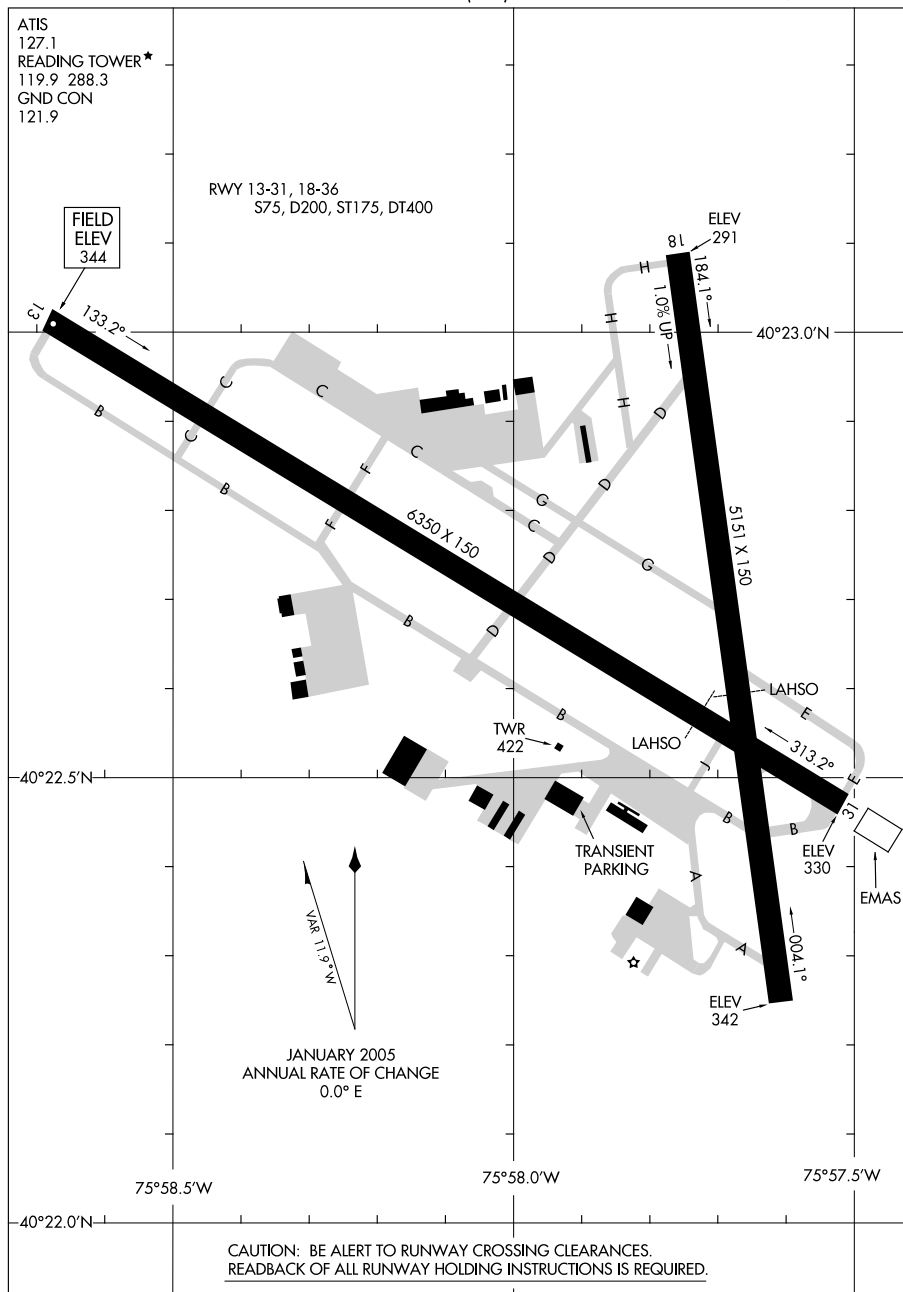 ATIS
127.1
READING TOWER★
119.9 288.3
GND CON
121.9
RWY 13-31, 18-36
S75, D200, ST175, DT400
FIELD
ELEV
344
13
133.2°
ELEV
291
18
184.1°
1.0% UP
40°23.0'N
H
H
H
D
D
D
D
C
C
C
C
C
B
B
B
B
B
B
F
F
G
G
6350 X 150
5151 X 150
LAHSO
LAHSO
E
E
J
313.2°
31
TWR
422
40°22.5'N
TRANSIENT
PARKING
ELEV
330
EMAS
A
A
004.1°
ELEV
342
VAR 11.9°W
JANUARY 2005
ANNUAL RATE OF CHANGE
0.0° E
75°58.5'W
75°58.0'W
75°57.5'W
40°22.0'N
CAUTION: BE ALERT TO RUNWAY CROSSING CLEARANCES.
READBACK OF ALL RUNWAY HOLDING INSTRUCTIONS IS REQUIRED.